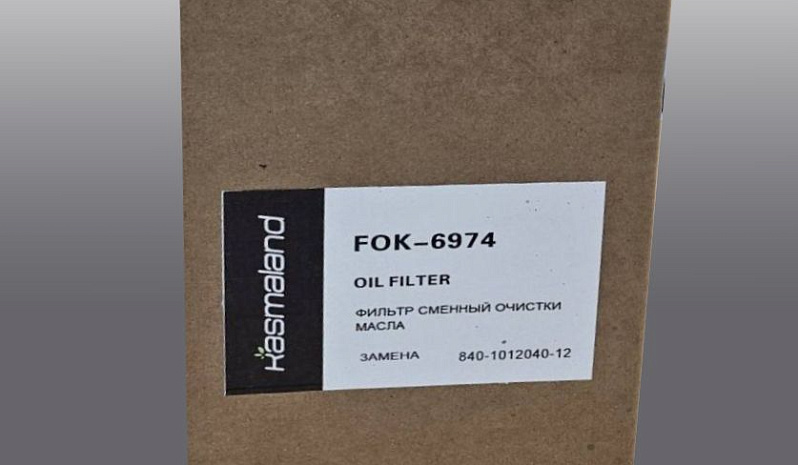 kasmaland
FOK-6974
OIL FILTER
ФИЛЬТР СМЕННЫЙ ОЧИСТКИ
МАСЛА
ЗАМЕНА 840-1012040-12